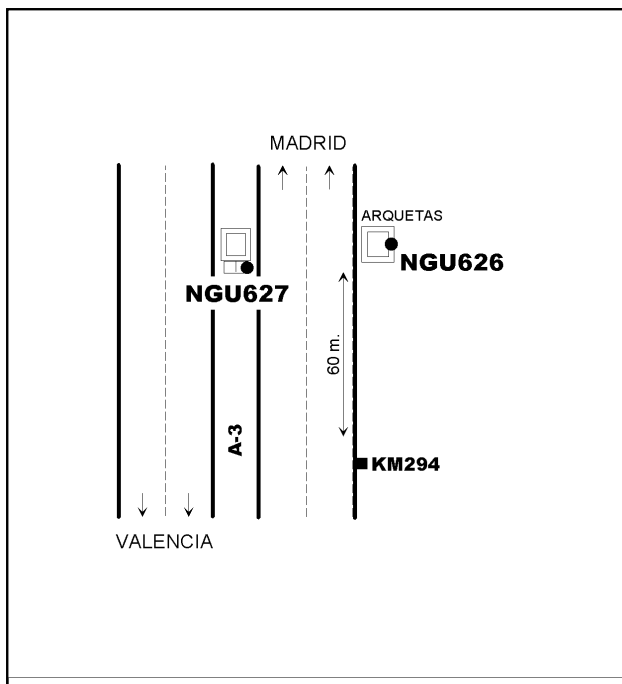 MADRID
ARQUETAS
NGU626
NGU627
60 m.
A-3
KM294
VALENCIA